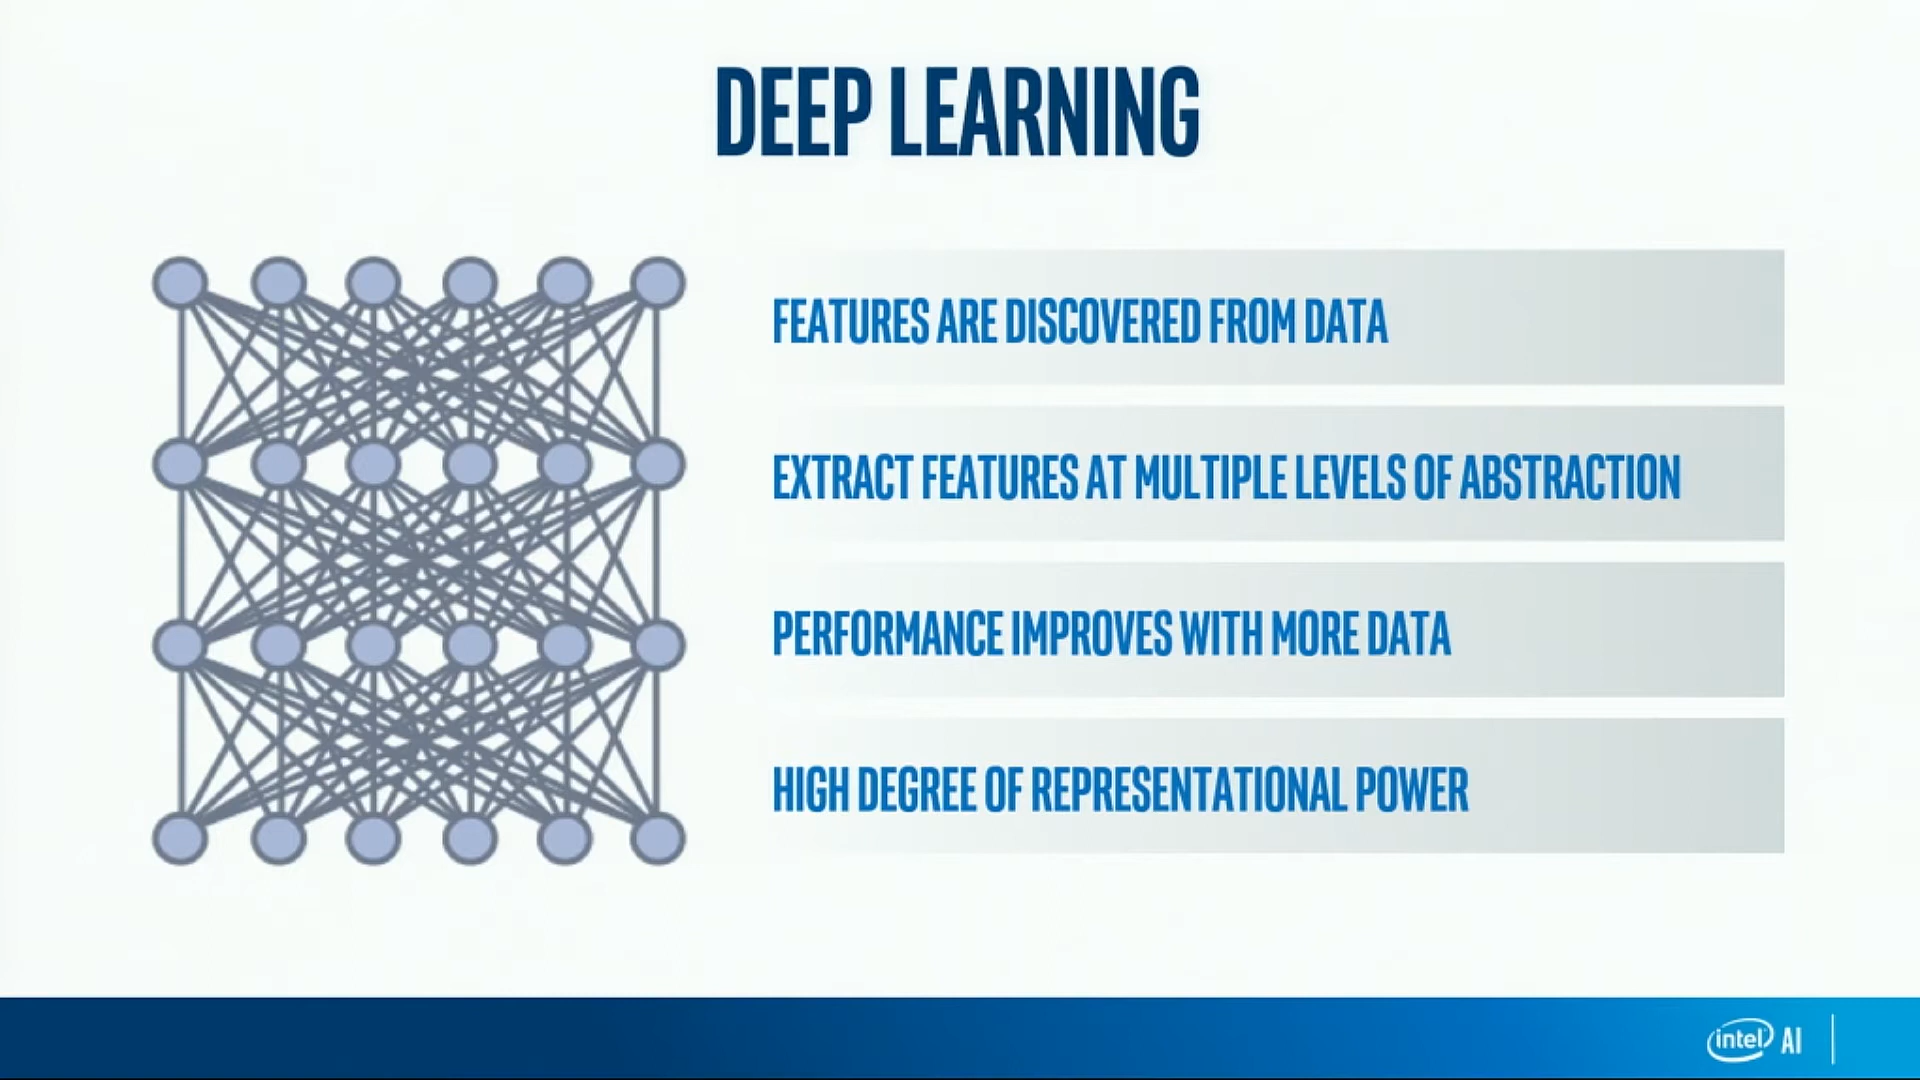 DEEP LEARNING
FEATURES ARE DISCOVERED FROM DATA
EXTRACT FEATURES AT MULTIPLE LEVELS OF ABSTRACTION
PERFORMANCE IMPROVES WITH MORE DATA
HIGH DEGREE OF REPRESENTATIONAL POWER
intel AI